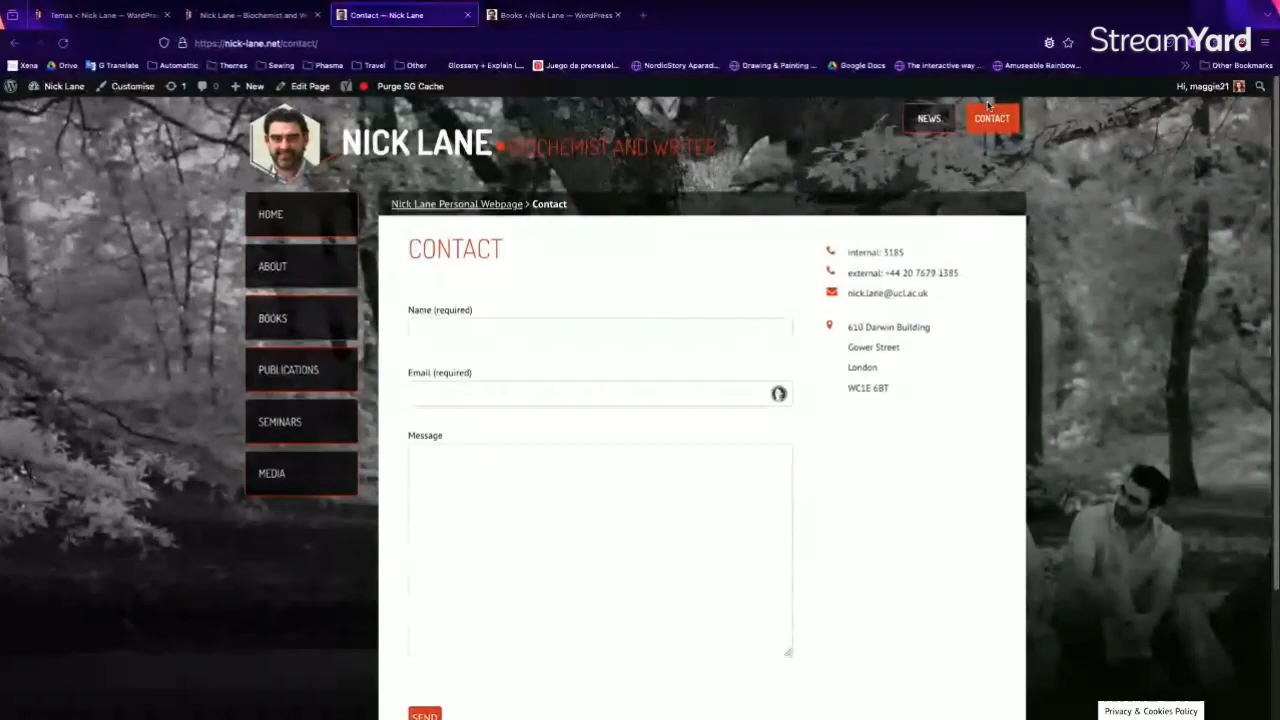 Temas < Nick Lane — WordPre
Nick Lane — Biochemist and W
Contact — Nick Lane
Books ‹ Nick Lane — WordPress
StreamYard
https://nick-lane.net/contact/
Xena
Drive
G Translate
Automattic
Themes
Sewing
Phasma
Travel
Other
Glossary + Explain L...
Juego de prensatel...
NordicStory Aparad...
Drawing & Painting ...
Google Docs
The interactive way ...
Amuseable Rainbow...
Other Bookmarks
Nick Lane
Customise
1
0
New
Edit Page
Purge SG Cache
Hi, maggie21
NICK LANE
BIOCHEMIST AND WRITER
NEWS
CONTACT
HOME
ABOUT
BOOKS
PUBLICATIONS
SEMINARS
MEDIA
Nick Lane Personal Webpage > Contact
CONTACT
Name (required)
Email (required)
Message
SEND
internal: 3185
external: +44 20 7679 1385
nick.lane@ucl.ac.uk
610 Darwin Building
Gower Street
London
WC1E 6BT
Privacy & Cookies Policy